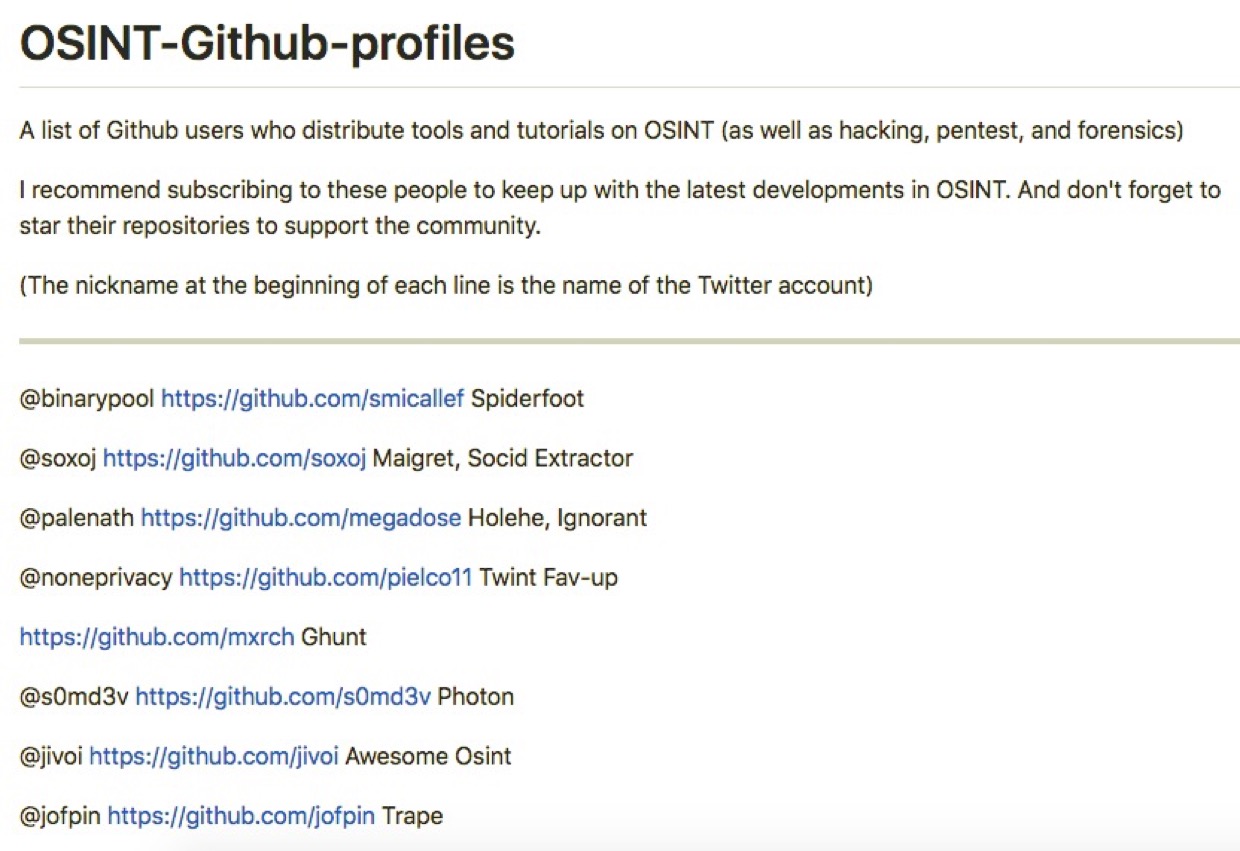 OSINT-Github-profiles
A list of Github users who distribute tools and tutorials on OSINT (as well as hacking, pentest, and forensics)
I recommend subscribing to these people to keep up with the latest developments in OSINT. And don't forget to
star their repositories to support the community.
(The nickname at the beginning of each line is the name of the Twitter account)
@binarypool https://github.com/smicallef Spiderfoot
@soxoj https://github.com/soxoj Maigret, Socid Extractor
@palenath https://github.com/megadose Holehe, Ignorant
@noneprivacy https://github.com/pielco11 Twint Fav-up
https://github.com/mxrch Ghunt
@s0md3v https://github.com/s0md3v Photon
@jivoi https://github.com/jivoi Awesome Osint
@jofpin https://github.com/jofpin Trape